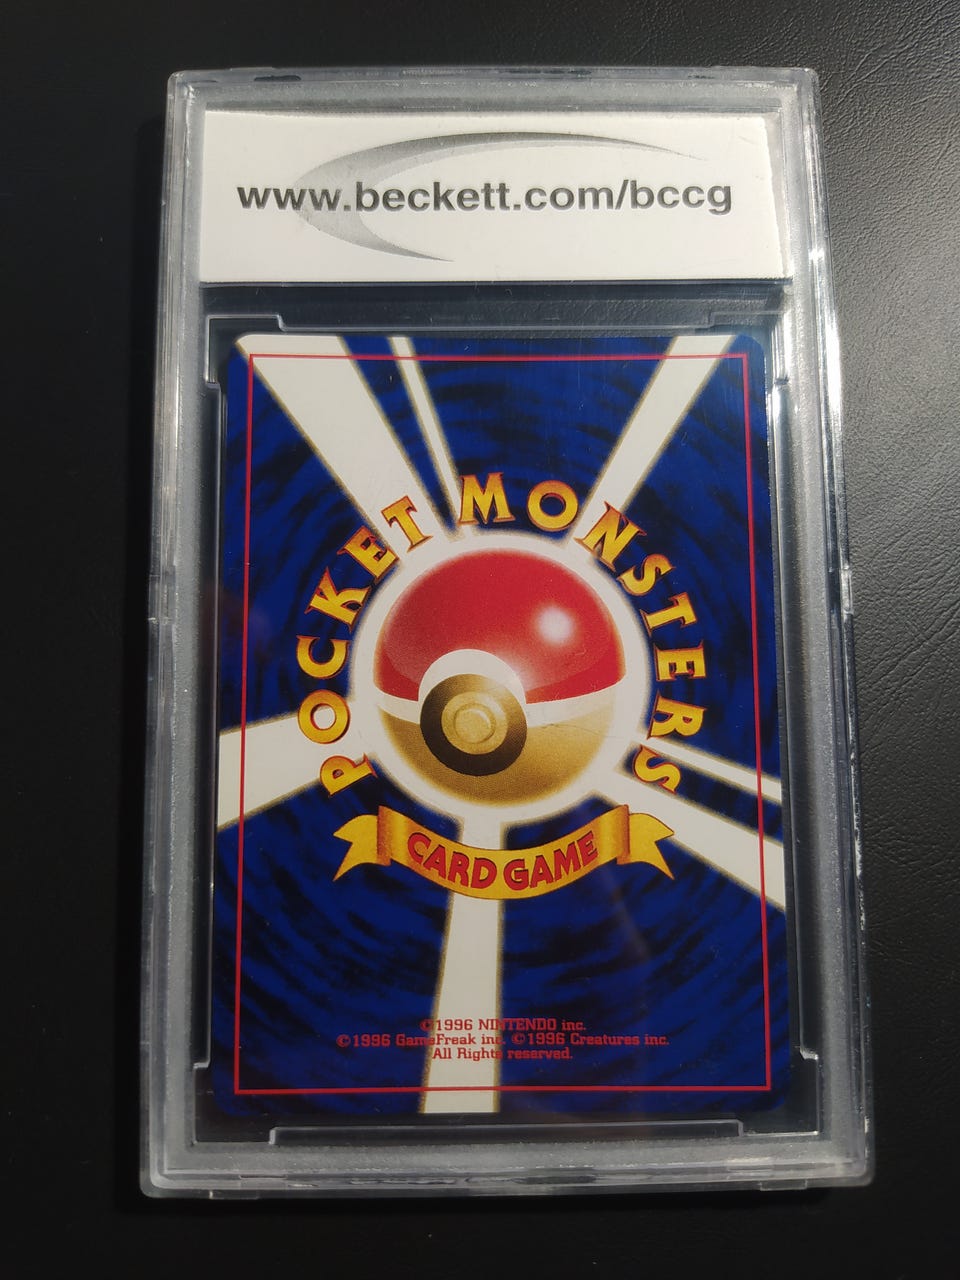 www.beckett.com/bccg
POCKET MONSTERS
CARD GAME
©1996 NINTENDO inc.
©1996 GameFreak inc. ©1996 Creatures inc.
All Rights reserved.